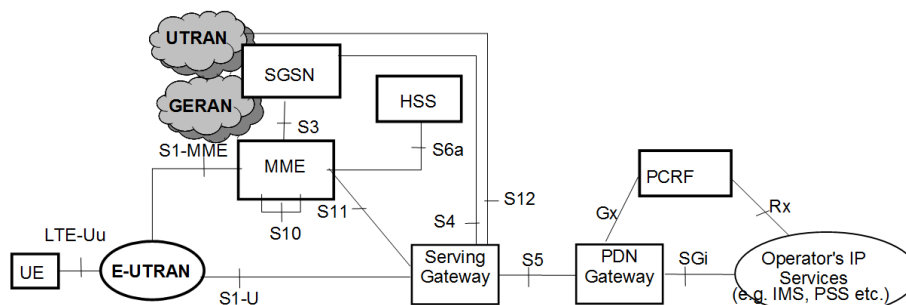 UTRAN
SGSN
HSS
GERAN
S3
S1-MME
S6a
MME
PCRF
S11
S12
Gx
Rx
S10
S4
LTE-Uu
UE
E-UTRAN
Serving
Gateway
S5
PDN
Gateway
SGi
Operator's IP
Services
(e.g. IMS, PSS etc.)
S1-U